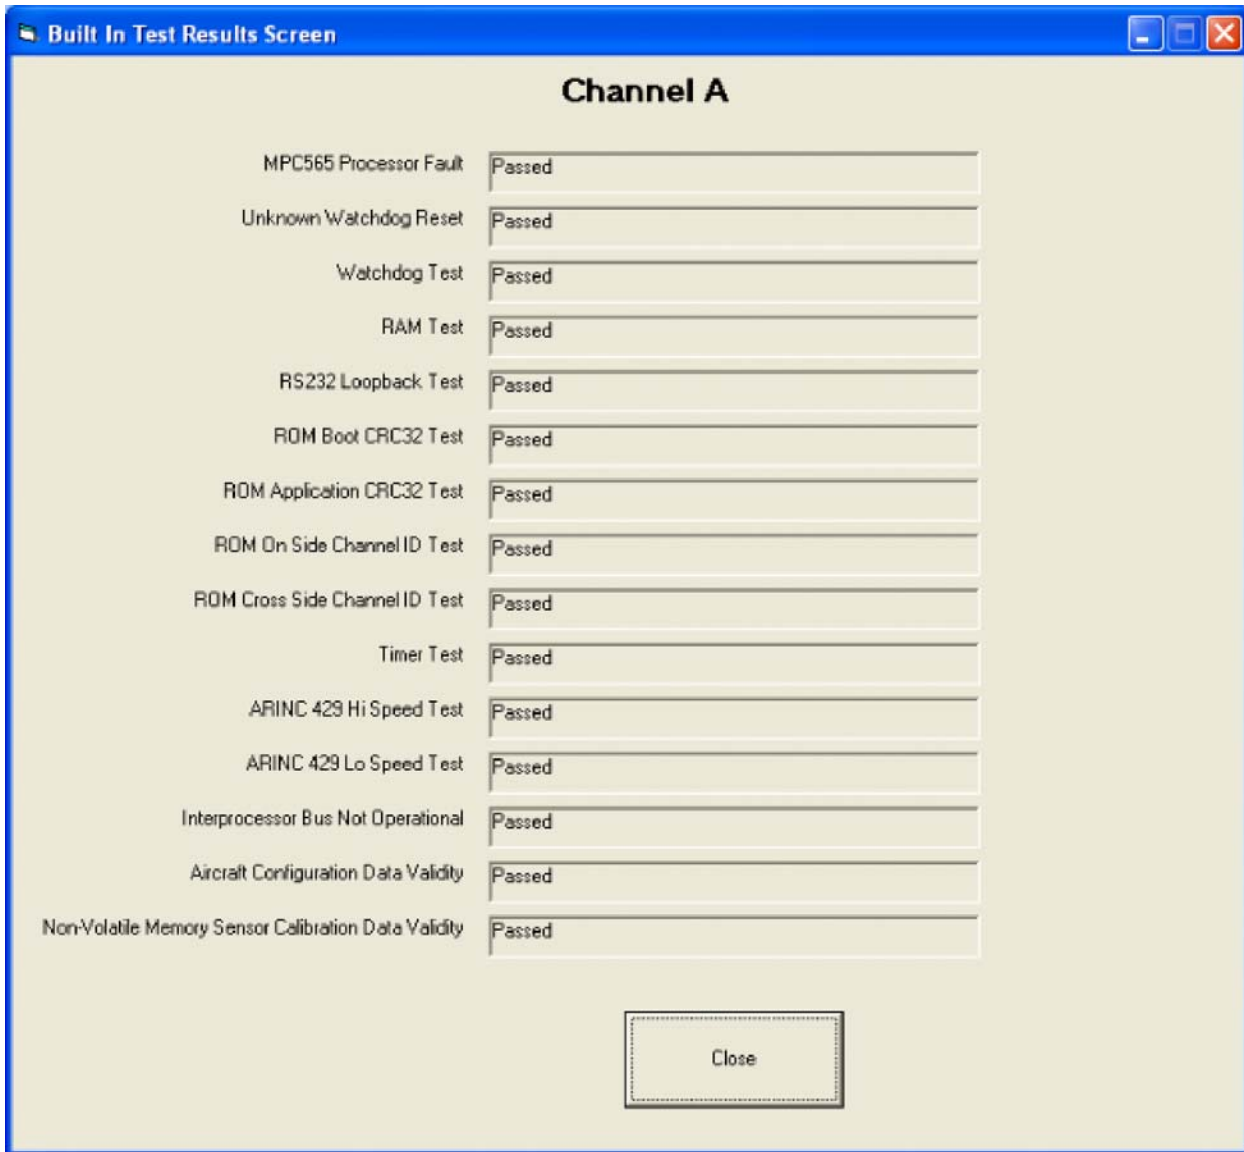 Built In Test Results Screen
Channel A
MPC565 Processor Fault Passed
Unknown Watchdog Reset Passed
Watchdog Test Passed
RAM Test Passed
RS232 Loopback Test Passed
ROM Boot CRC32 Test Passed
ROM Application CRC32 Test Passed
ROM On Side Channel ID Test Passed
ROM Cross Side Channel ID Test Passed
Timer Test Passed
ARINC 429 Hi Speed Test Passed
ARINC 429 Lo Speed Test Passed
Interprocessor Bus Not Operational Passed
Aircraft Configuration Data Validity Passed
Non-Volatile Memory Sensor Calibration Data Validity Passed
Close